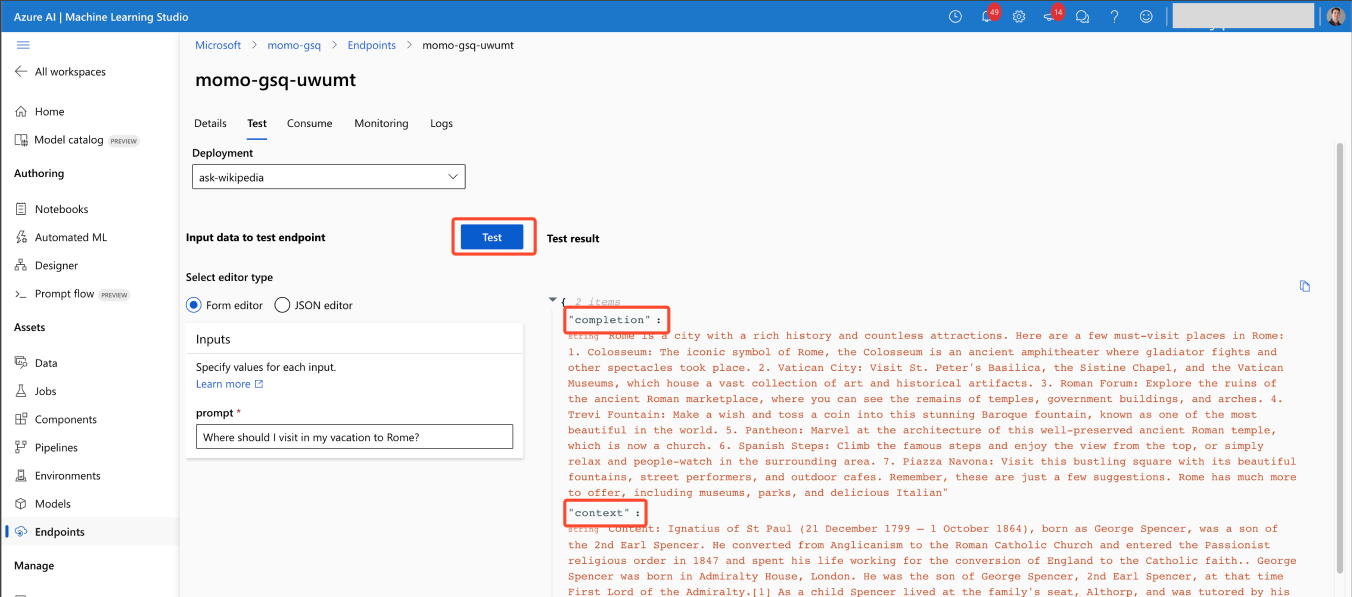 Azure AI | Machine Learning Studio
49
14
Microsoft > momo-gsq > Endpoints > momo-gsq-uwumt
All workspaces
Home
Model catalog PREVIEW
Authoring
Notebooks
Automated ML
Designer
Prompt flow PREVIEW
Assets
Data
Jobs
Components
Pipelines
Environments
Models
Endpoints
Manage
momo-gsq-uwumt
Details Test Consume Monitoring Logs
Deployment
ask-wikipedia
Input data to test endpoint
Test
Test result
Select editor type
Form editor JSON editor
Inputs
Specify values for each input.
Learn more
prompt *
Where should I visit in my vacation to Rome?
{ 2 items
"completion" :
string "Rome is a city with a rich history and countless attractions. Here are a few must-visit places in Rome:
1. Colosseum: The iconic symbol of Rome, the Colosseum is an ancient amphitheater where gladiator fights and
other spectacles took place. 2. Vatican City: Visit St. Peter's Basilica, the Sistine Chapel, and the Vatican
Museums, which house a vast collection of art and historical artifacts. 3. Roman Forum: Explore the ruins of
the ancient Roman marketplace, where you can see the remains of temples, government buildings, and arches. 4.
Trevi Fountain: Make a wish and toss a coin into this stunning Baroque fountain, known as one of the most
beautiful in the world. 5. Pantheon: Marvel at the architecture of this well-preserved ancient Roman temple,
which is now a church. 6. Spanish Steps: Climb the famous steps and enjoy the view from the top, or simply
relax and people-watch in the surrounding area. 7. Piazza Navona: Visit this bustling square with its beautiful
fountains, street performers, and outdoor cafes. Remember, these are just a few suggestions. Rome has much more
to offer, including museums, parks, and delicious Italian"
"context" :
string "Content: Ignatius of St Paul (21 December 1799 – 1 October 1864), born as George Spencer, was a son of
the 2nd Earl Spencer. He converted from Anglicanism to the Roman Catholic Church and entered the Passionist
religious order in 1847 and spent his life working for the conversion of England to the Catholic faith.. George
Spencer was born in Admiralty House, London. He was the son of George Spencer, 2nd Earl Spencer, at that time
First Lord of the Admiralty.[1] As a child Spencer lived at the family's seat, Althorp, and was tutored by his